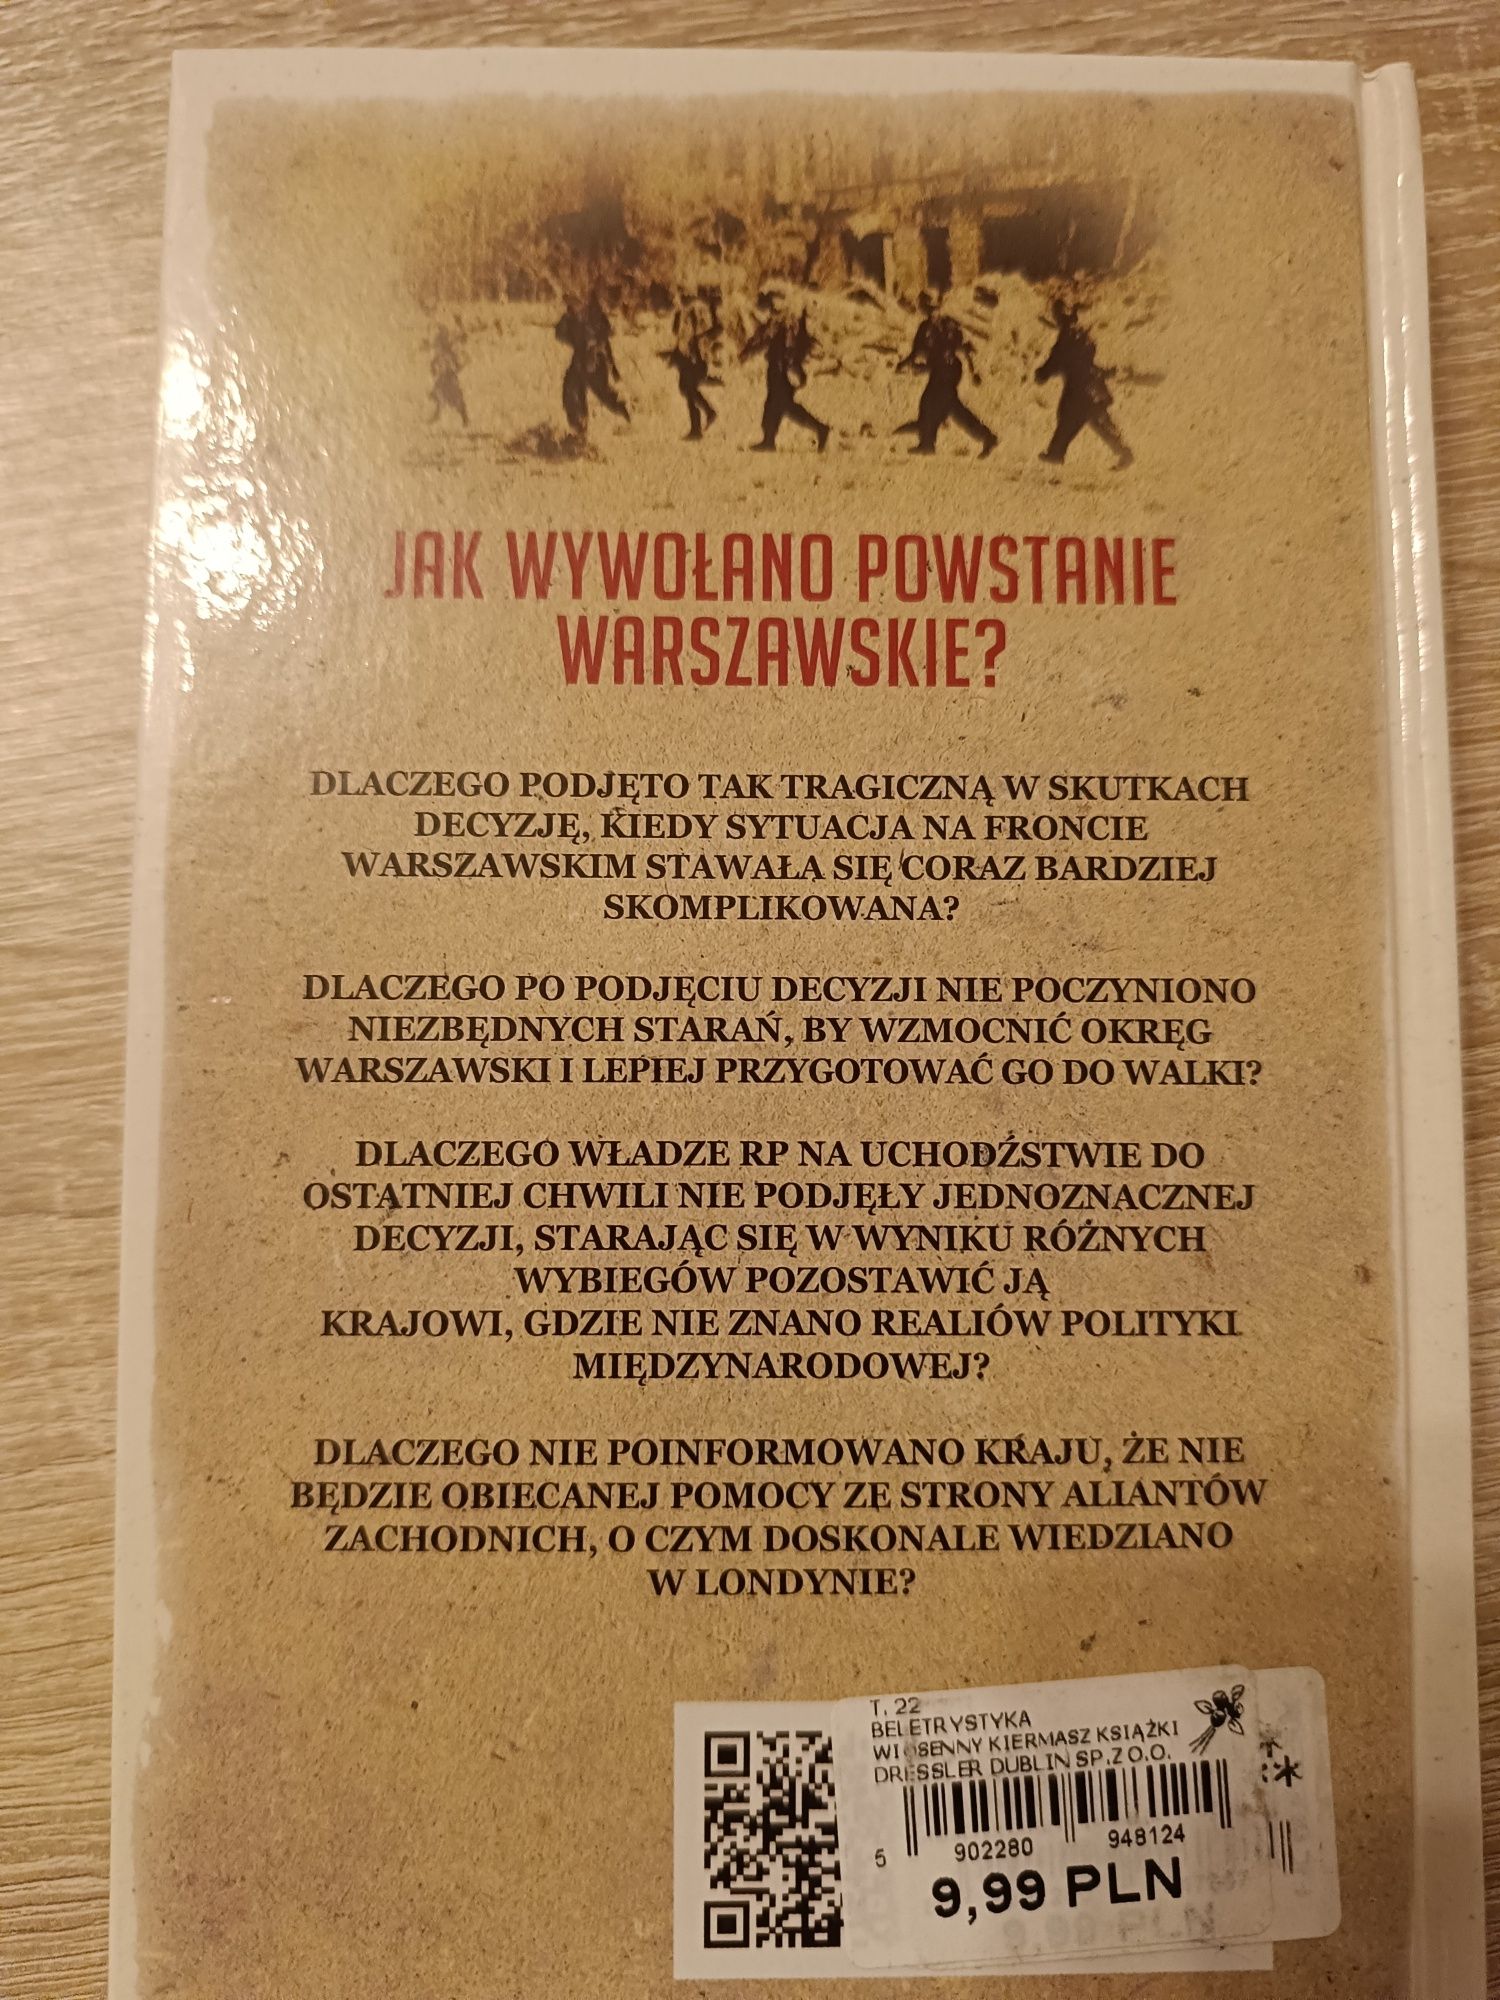 JAK WYWOŁANO POWSTANIE
WARSZAWSKIE?
DLACZEGO PODJĘTO TAK TRAGICZNĄ W SKUTKACH
DECYZJĘ, KIEDY SYTUACJA NA FRONCIE
WARSZAWSKIM STAWAŁA SIĘ CORAZ BARDZIEJ
SKOMPLIKOWANA?
DLACZEGO PO PODJĘCIU DECYZJI NIE POCZYNIONO
NIEZBĘDNYCH STARAŃ, BY WZMOCNIĆ OKRĘG
WARSZAWSKI I LEPIEJ PRZYGOTOWAĆ GO DO WALKI?
DLACZEGO WŁADZE RP NA UCHODŹSTWIE DO
OSTATNIEJ CHWILI NIE PODJĘŁY JEDNOZNACZNEJ
DECYZJI, STARAJĄC SIĘ W WYNIKU RÓŻNYCH
WYBIEGÓW POZOSTAWIĆ JĄ
KRAJOWI, GDZIE NIE ZNANO REALIÓW POLITYKI
MIĘDZYNARODOWEJ?
DLACZEGO NIE POINFORMOWANO KRAJU, ŻE NIE
BĘDZIE OBIECANEJ POMOCY ZE STRONY ALIANTÓW
ZACHODNICH, O CZYM DOSKONALE WIEDZIANO
W LONDYNIE?
T. 22
BELETRYSTYKA
WIOSENNY KIERMASZ KSIĄŻKI
DRESSLER DUBLIN SP.Z O.O.
5 902280 948124
9,99 PLN
9,99 PLN